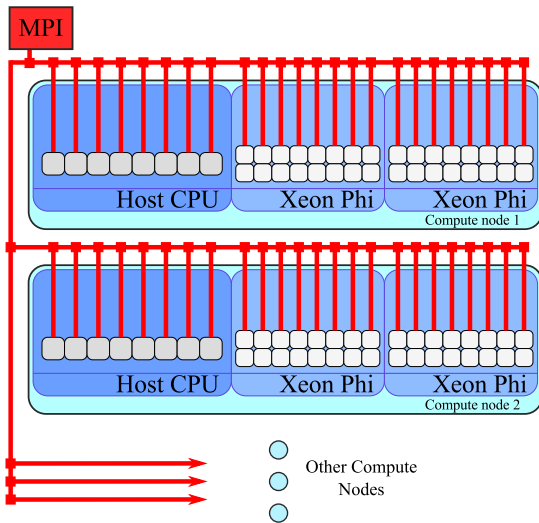 MPI
Host CPU Xeon Phi Xeon Phi
Compute node 1
Host CPU Xeon Phi Xeon Phi
Compute node 2
Other Compute
Nodes